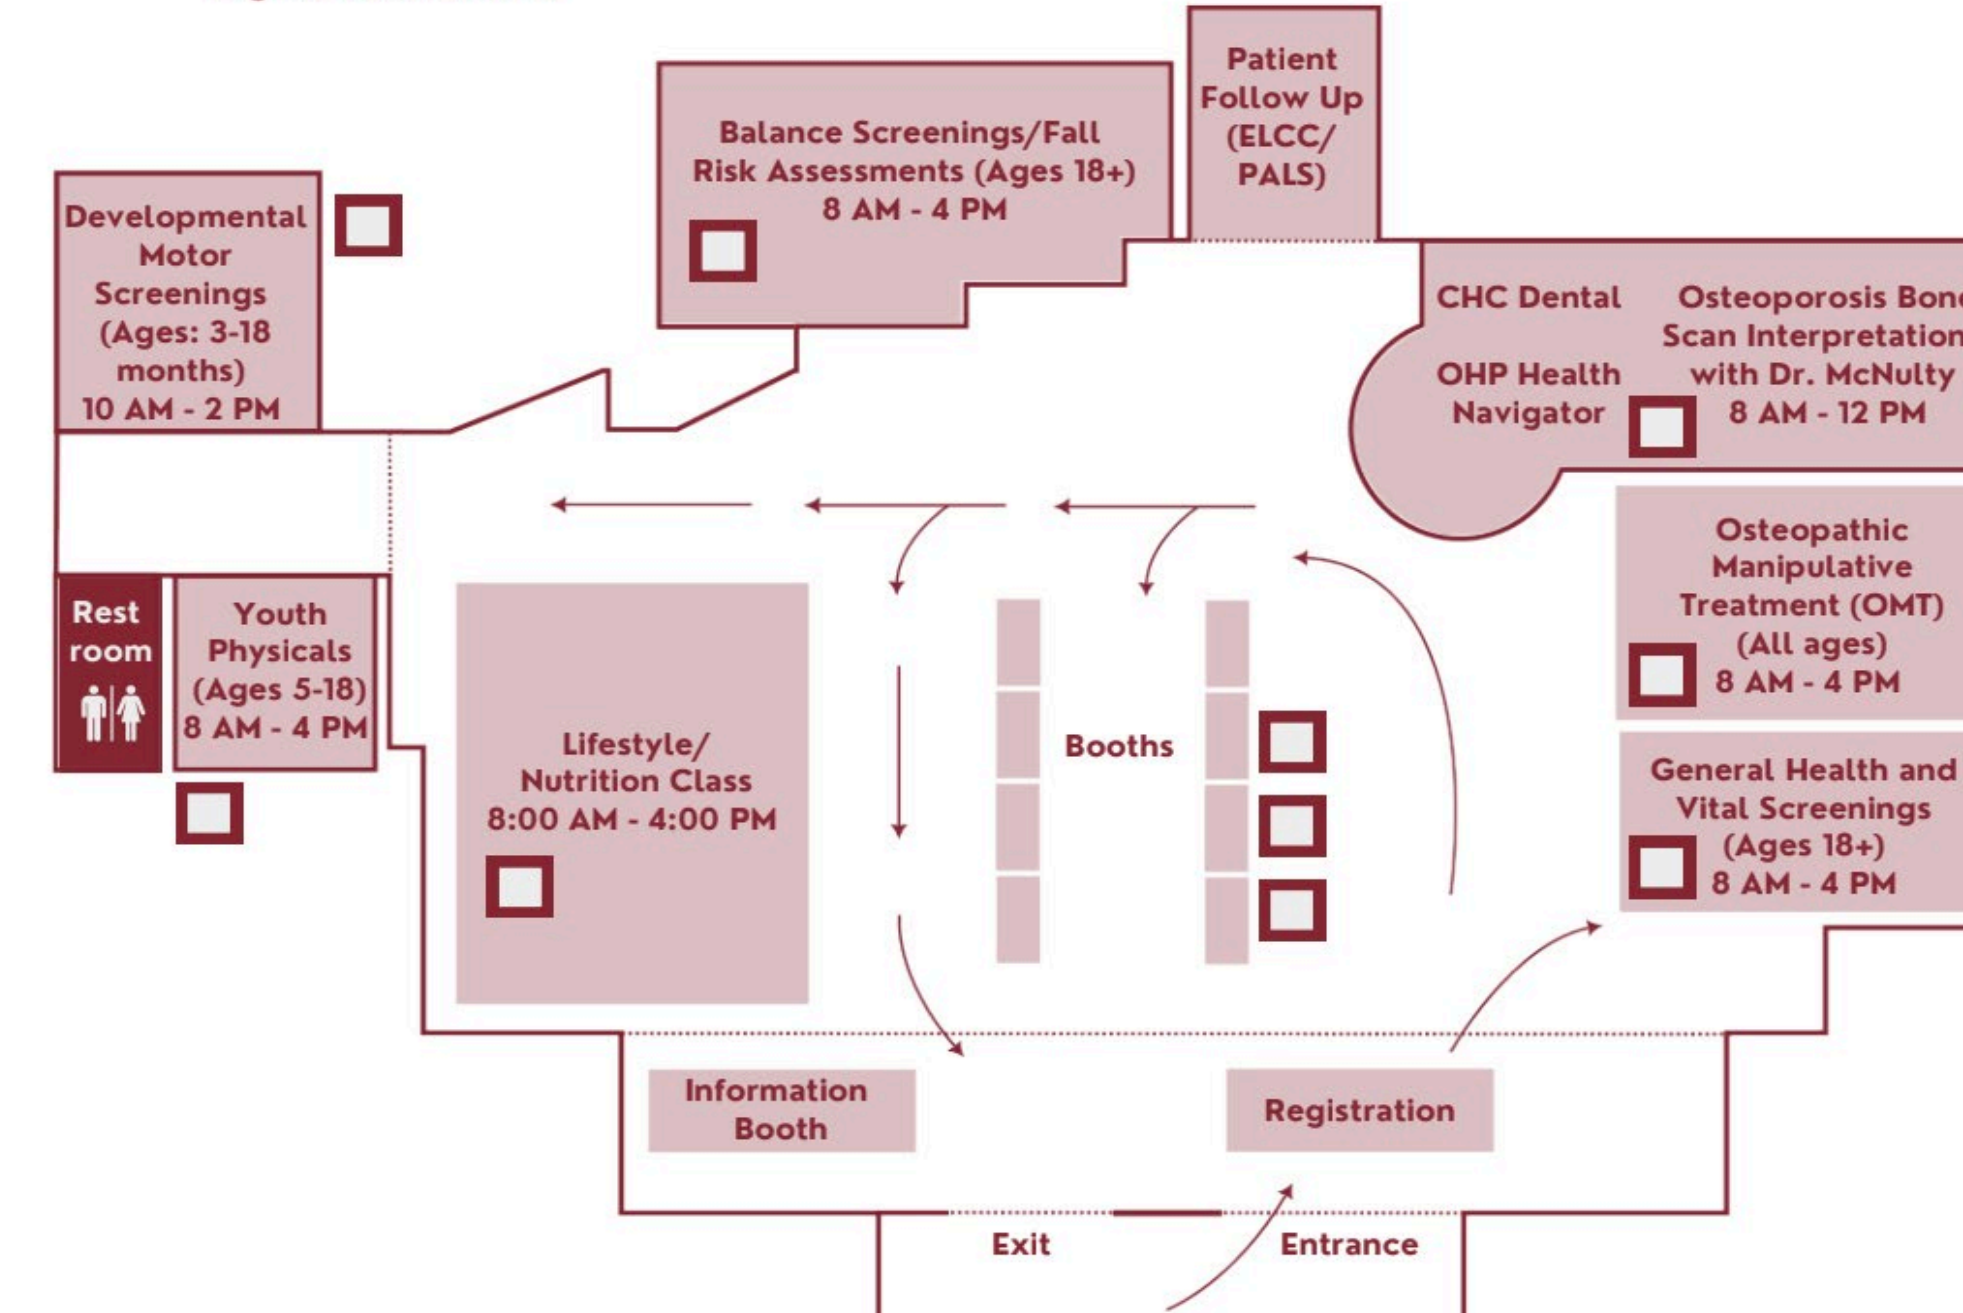 Patient
Follow Up
(ELCC/
PALS)
Balance Screenings/Fall
Risk Assessments (Ages 18+)
8 AM - 4 PM
Developmental
Motor
Screenings
(Ages: 3-18
months)
10 AM - 2 PM
CHC Dental
OHP Health
Navigator
Osteoporosis Bone
Scan Interpretation
with Dr. McNulty
8 AM - 12 PM
Osteopathic
Manipulative
Treatment (OMT)
(All ages)
8 AM - 4 PM
Rest
room
Youth
Physicals
(Ages 5-18)
8 AM - 4 PM
Lifestyle/
Nutrition Class
8:00 AM - 4:00 PM
Booths
General Health and
Vital Screenings
(Ages 18+)
8 AM - 4 PM
Information
Booth
Registration
Exit
Entrance